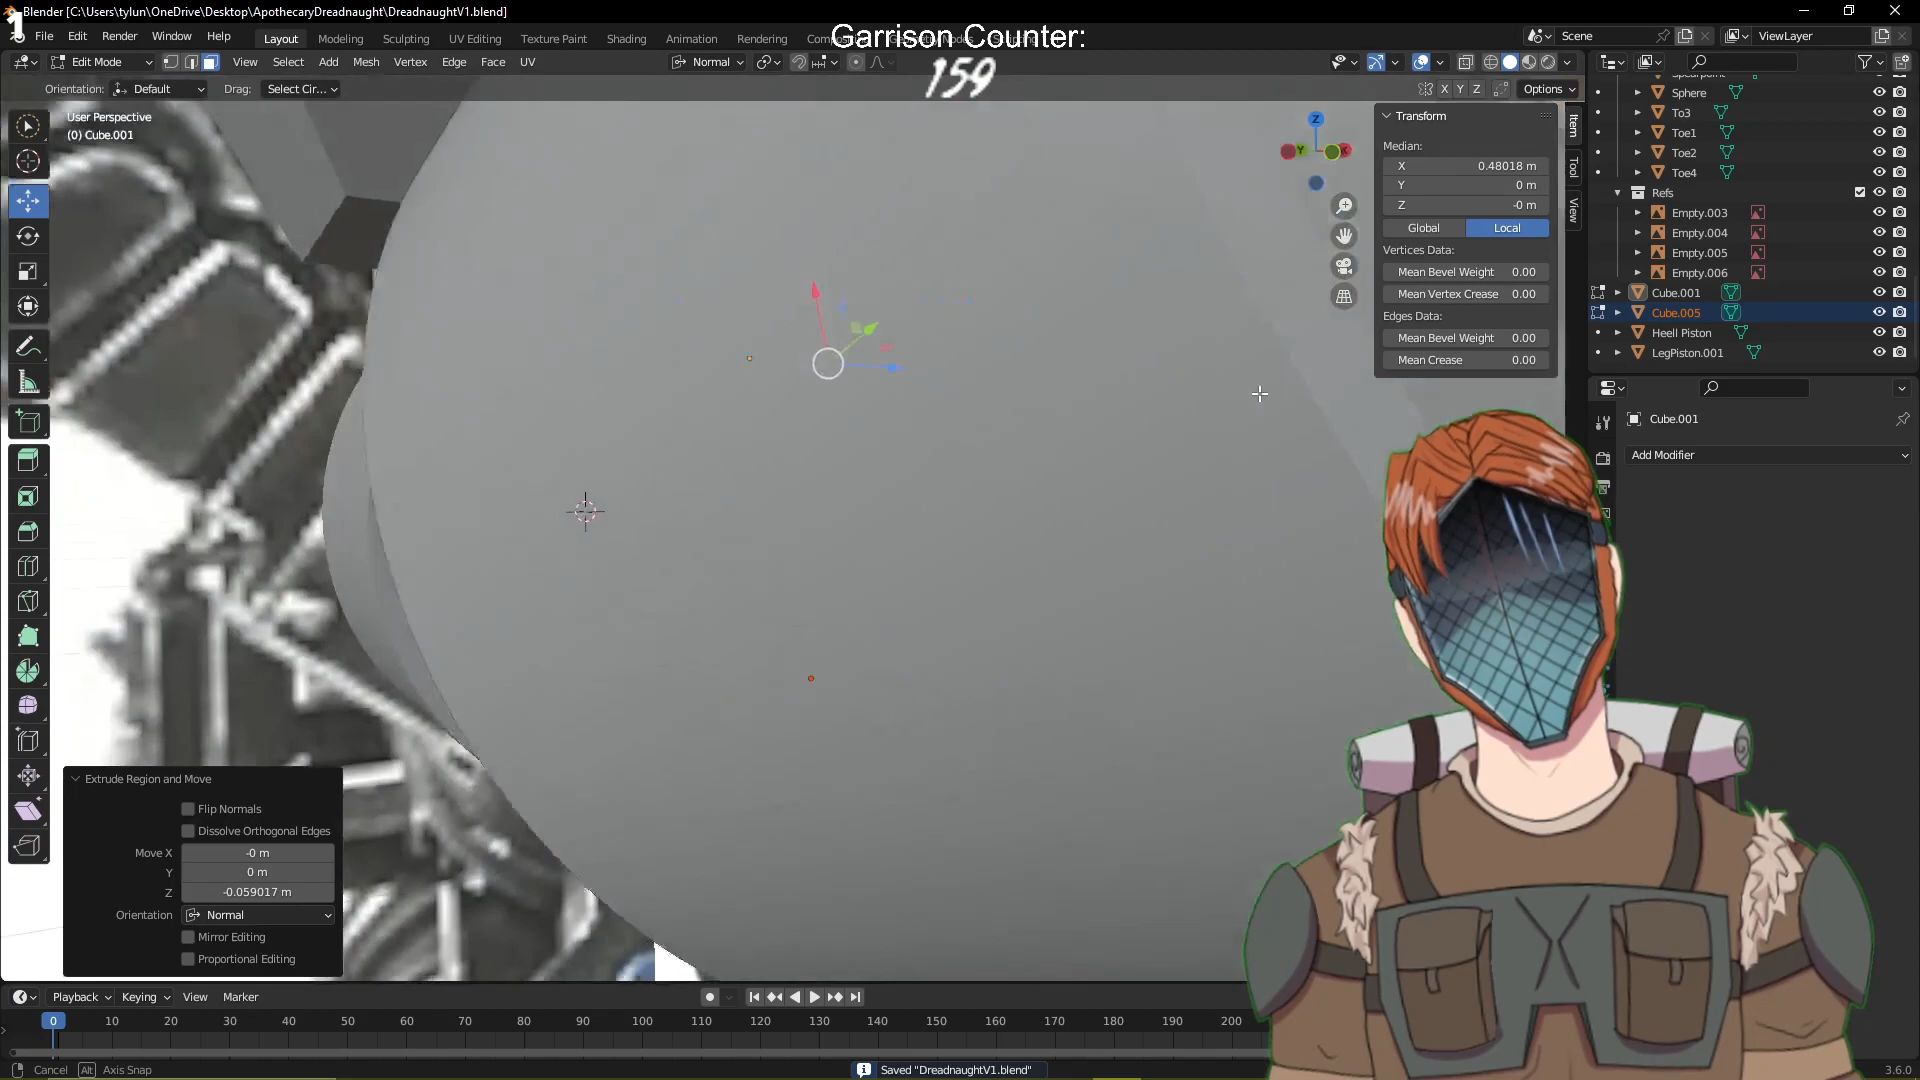 1
Blender [C:\Users\tylun\OneDrive\Desktop\ApothecaryDreadnaught\DreadnaughtV1.blend]
File Edit Render Window Help
Layout Modeling Sculpting UV Editing Texture Paint Shading Animation Rendering
Garrison Counter:
159
Scene
ViewLayer
Edit Mode
View Select Add Mesh Vertex Edge Face UV
Normal
Orientation: Default Drag: Select Cir...
X Y Z
Options
User Perspective
(0) Cube.001
Z
Y
X
Transform
Median:
X 0.48018 m
Y 0 m
Z -0 m
Global Local
Vertices Data:
Mean Bevel Weight 0.00
Mean Vertex Crease 0.00
Edges Data:
Mean Bevel Weight 0.00
Mean Crease 0.00
Item
Tool
View
Sphere
To3
Toe1
Toe2
Toe4
Refs
Empty.003
Empty.004
Empty.005
Empty.006
Cube.001
Cube.005
Heell Piston
LegPiston.001
Cube.001
Add Modifier
Extrude Region and Move
Flip Normals
Dissolve Orthogonal Edges
Move X -0 m
Y 0 m
Z -0.059017 m
Orientation Normal
Mirror Editing
Proportional Editing
Playback Keying View Marker
0 10 20 30 40 50 60 70 80 90 100 110 120 130 140 150 160 170 180 190 200
Cancel Alt Axis Snap
Saved "DreadnaughtV1.blend"
3.6.0